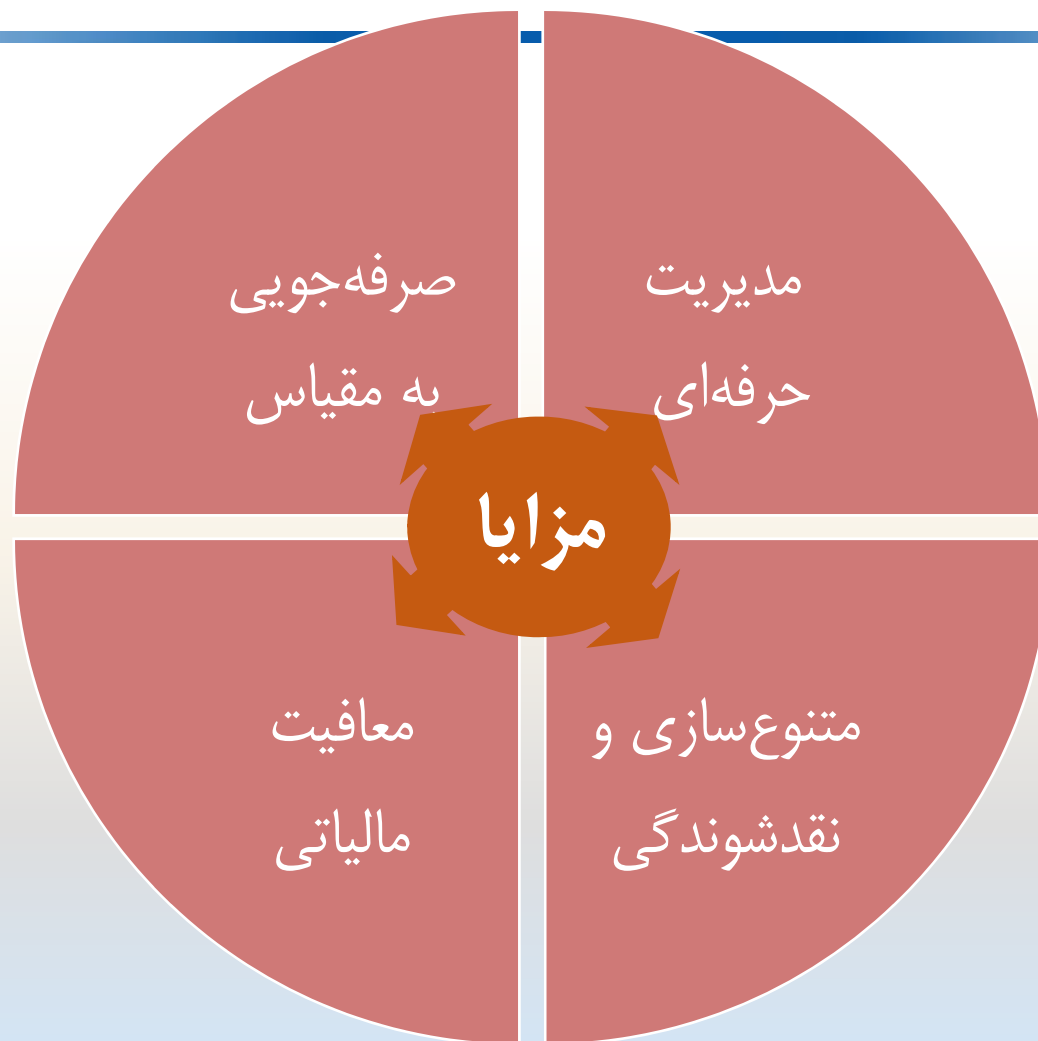 مدیریت
حرفه‌ای
صرفه‌جویی
به مقیاس
مزایا
متنوع‌سازی و
نقدشوندگی
معافیت
مالیاتی